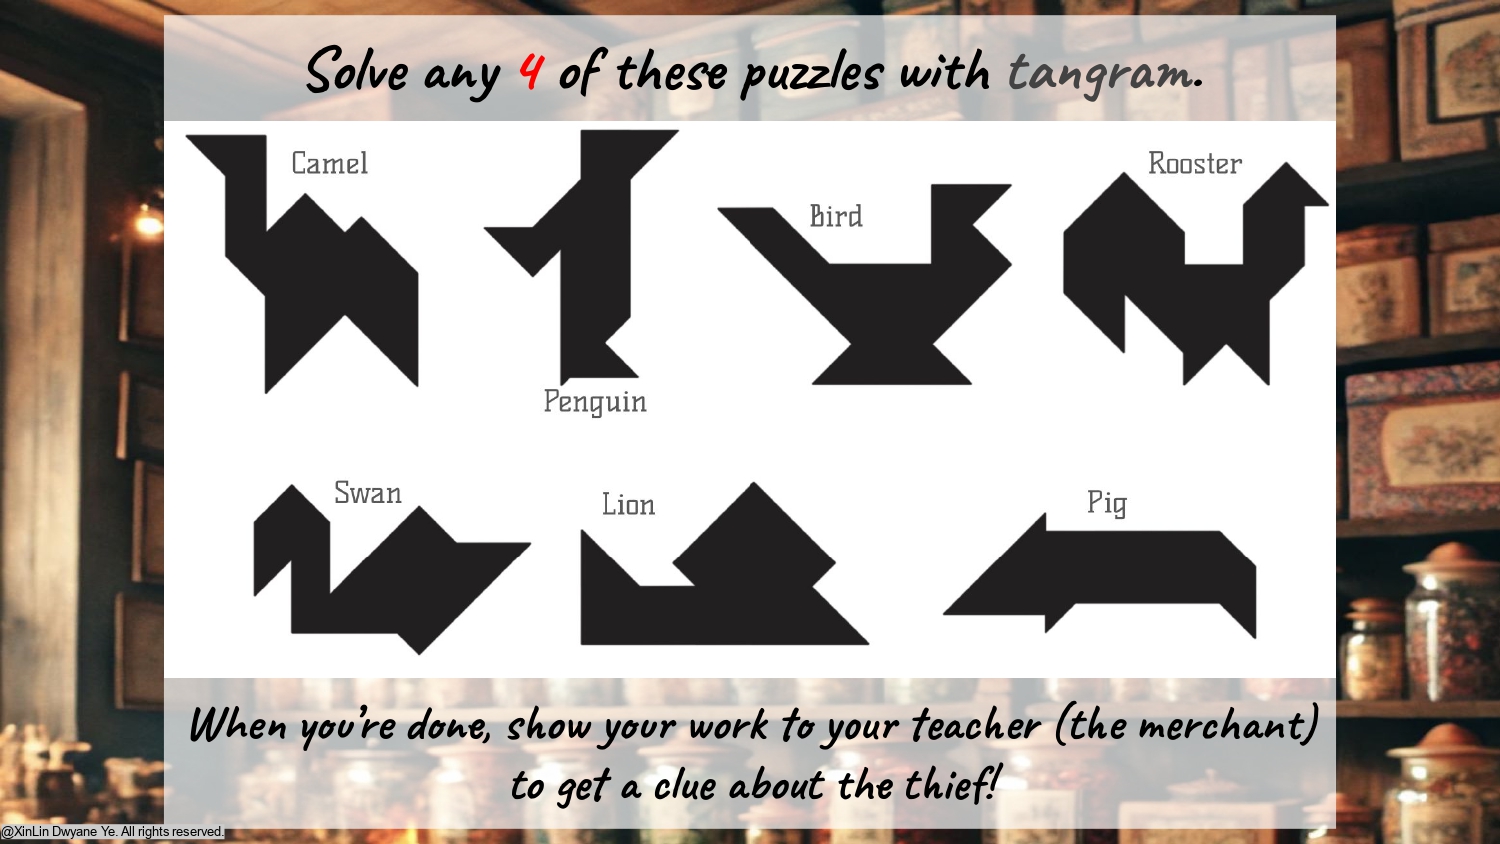 Solve any 4 of these puzzles with tangram.
Camel
Rooster
Bird
Penguin
Swan
Lion
Pig
When you're done, show your work to your teacher (the merchant)
to get a clue about the thief!
@XinLin Dwyane Ye. All rights reserved.